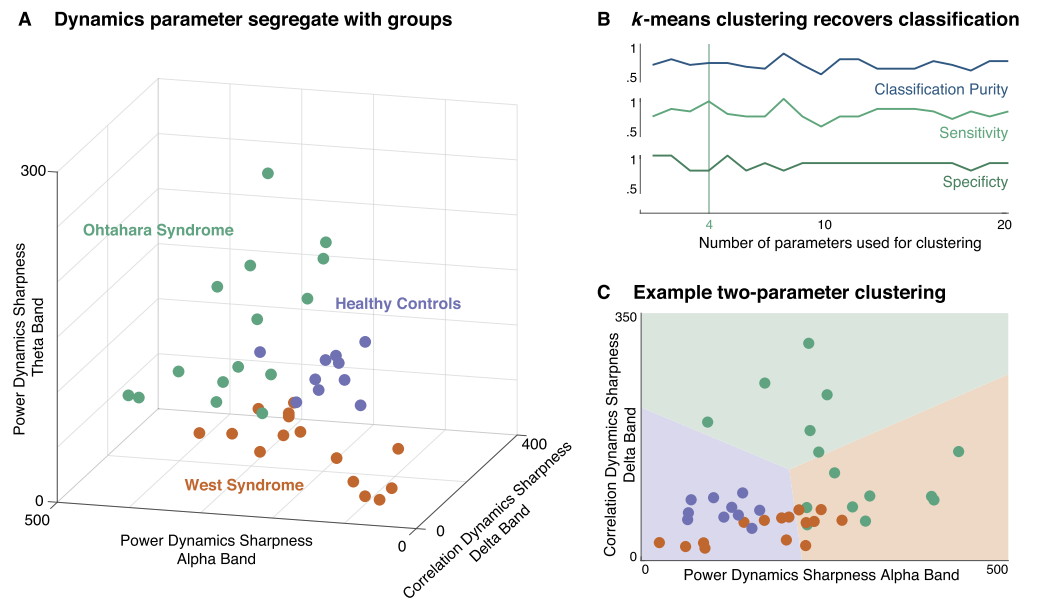 A Dynamics parameter segregate with groups
300
Ohtahara Syndrome
Healthy Controls
West Syndrome
Power Dynamics Sharpness
Theta Band
0
500
Power Dynamics Sharpness
Alpha Band
0
0
400
Correlation Dynamics Sharpness
Delta Band
B k-means clustering recovers classification
1
.5
Classification Purity
1
.5
Sensitivity
1
.5
Specificty
4 10 20
Number of parameters used for clustering
C Example two-parameter clustering
350
Correlation Dynamics Sharpness
Delta Band
0
0 500
Power Dynamics Sharpness Alpha Band